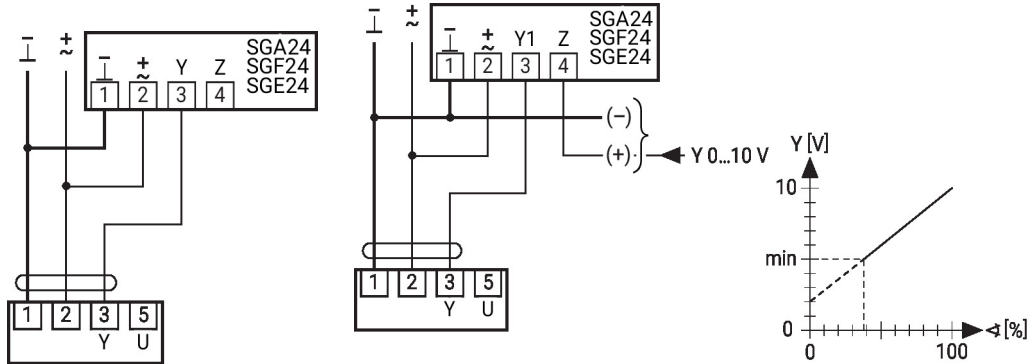 − +
⊥ ~
SGA24
SGF24
SGE24
− +
⊥ ~ Y Z
1 2 3 4
1 2 3 5
Y U
− +
⊥ ~
SGA24
SGF24
SGE24
− +
⊥ ~ Y1 Z
1 2 3 4
(−)
(+) Y 0...10 V
1 2 3 5
Y U
Y [V]
10
min
0
0 100
∢ [%]